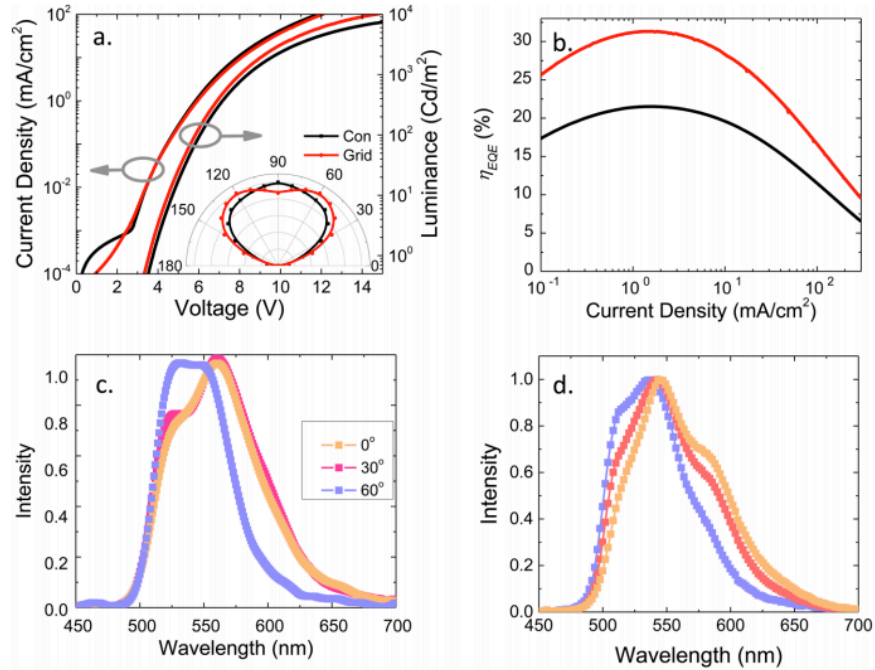 a.
Current Density (mA/cm²)
10²
10⁰
10⁻²
10⁻⁴
10⁴
10³
10²
10¹
10⁰
Luminance (Cd/m²)
Con
Grid
90
120
60
150
30
180
0
0 2 4 6 8 10 12 14
Voltage (V)
b.
η_EQE (%)
30
25
20
15
10
5
0
10⁻¹ 10⁰ 10¹ 10²
Current Density (mA/cm²)
c.
Intensity
1.0
0.8
0.6
0.4
0.2
0.0
0°
30°
60°
450 500 550 600 650 700
Wavelength (nm)
d.
Intensity
1.0
0.8
0.6
0.4
0.2
0.0
450 500 550 600 650 700
Wavelength (nm)